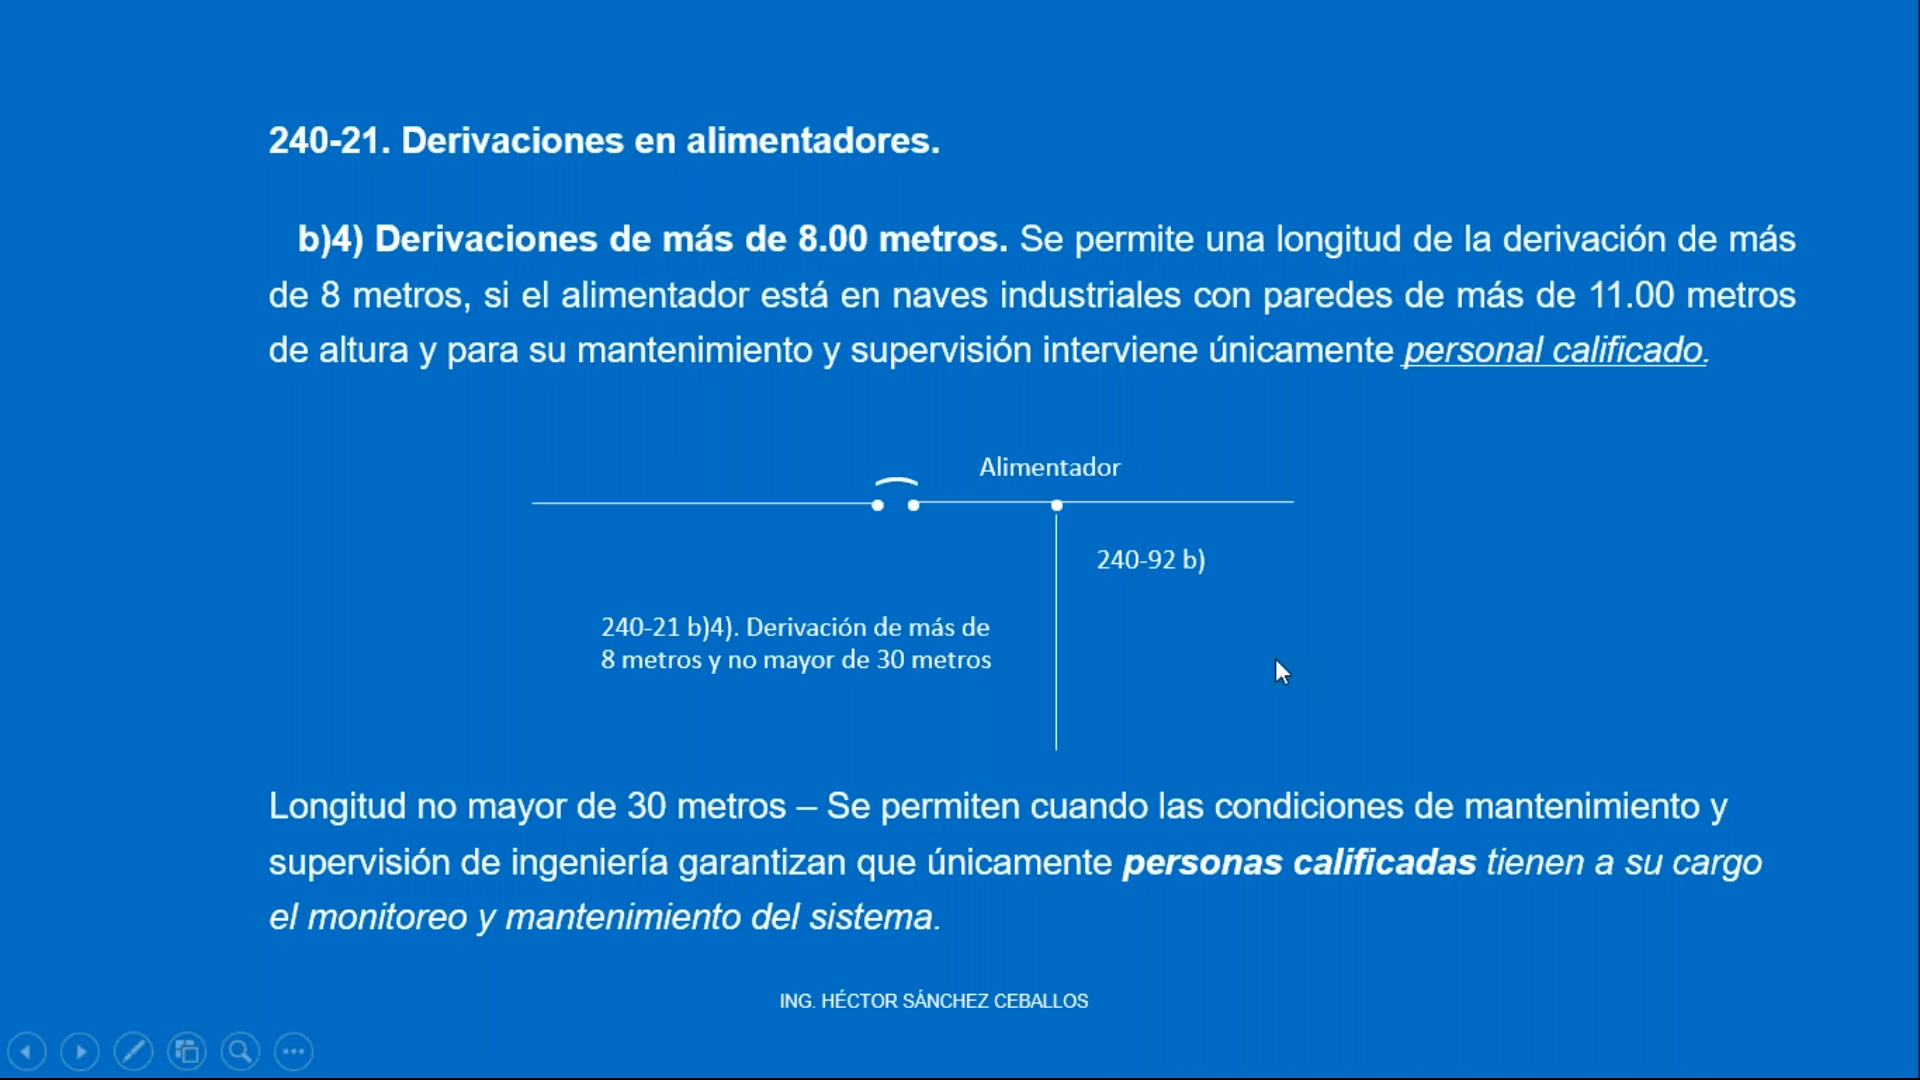 240-21. Derivaciones en alimentadores.
b)4) Derivaciones de más de 8.00 metros. Se permite una longitud de la derivación de más
de 8 metros, si el alimentador está en naves industriales con paredes de más de 11.00 metros
de altura y para su mantenimiento y supervisión interviene únicamente personal calificado.
Alimentador
240-92 b)
240-21 b)4). Derivación de más de
8 metros y no mayor de 30 metros
Longitud no mayor de 30 metros – Se permiten cuando las condiciones de mantenimiento y
supervisión de ingeniería garantizan que únicamente personas calificadas tienen a su cargo
el monitoreo y mantenimiento del sistema.
ING. HÉCTOR SÁNCHEZ CEBALLOS